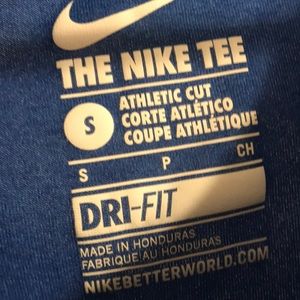 THE NIKE TEE
S
ATHLETIC CUT
CORTE ATLÉTICO
COUPE ATHLÉTIQUE
S P CH
DRI-FIT
MADE IN HONDURAS
FABRIQUÉ AU HONDURAS
NIKEBETTERWORLD.COM